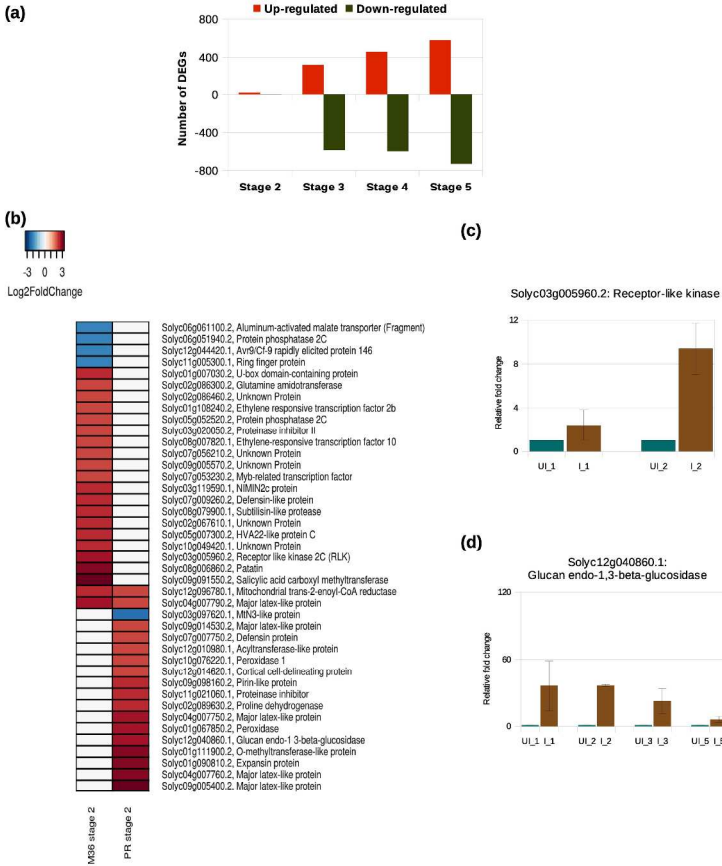 (a)
Up-regulated Down-regulated
800
400
0
-400
-800
Number of DEGs
Stage 2 Stage 3 Stage 4 Stage 5
(b)
-3 0 3
Log2FoldChange
Solyc06g061100.2, Aluminum-activated malate transporter (Fragment)
Solyc06g051940.2, Protein phosphatase 2C
Solyc12g044420.1, Avr9/Cf-9 rapidly elicited protein 146
Solyc11g005300.1, Ring finger protein
Solyc01g007030.2, U-box domain-containing protein
Solyc02g086300.2, Glutamine amidotransferase
Solyc02g086460.2, Unknown Protein
Solyc01g108240.2, Ethylene responsive transcription factor 2b
Solyc05g052520.2, Protein phosphatase 2C
Solyc03g020050.2, Proteinase inhibitor II
Solyc08g007820.1, Ethylene-responsive transcription factor 10
Solyc07g056210.2, Unknown Protein
Solyc09g005570.2, Unknown Protein
Solyc07g053230.2, Myb-related transcription factor
Solyc03g119590.1, NIMIN2c protein
Solyc07g009260.2, Defensin-like protein
Solyc08g079900.1, Subtilisin-like protease
Solyc02g067610.1, Unknown Protein
Solyc05g007300.2, HVA22-like protein C
Solyc10g049420.1, Unknown Protein
Solyc03g005960.2, Receptor like kinase 2C (RLK)
Solyc08g006860.2, Patatin
Solyc09g091550.2, Salicylic acid carboxyl methyltransferase
Solyc12g096780.1, Mitochondrial trans-2-enoyl-CoA reductase
Solyc04g007790.2, Major latex-like protein
Solyc03g097620.1, MtN3-like protein
Solyc09g014530.2, Major latex-like protein
Solyc07g007750.2, Defensin protein
Solyc12g010980.1, Acyltransferase-like protein
Solyc10g076220.1, Peroxidase 1
Solyc12g014620.1, Cortical cell-delineating protein
Solyc09g098160.2, Pirin-like protein
Solyc11g021060.1, Proteinase inhibitor
Solyc02g089630.2, Proline dehydrogenase
Solyc04g007750.2, Major latex-like protein
Solyc01g067850.2, Peroxidase
Solyc12g040860.1, Glucan endo-1 3-beta-glucosidase
Solyc01g111900.2, O-methyltransferase-like protein
Solyc01g090810.2, Expansin protein
Solyc04g007760.2, Major latex-like protein
Solyc09g005400.2, Major latex-like protein
M36 stage 2
PR stage 2
(c)
Solyc03g005960.2: Receptor-like kinase
12
8
4
0
Relative fold change
UI_1 I_1 UI_2 I_2
(d)
Solyc12g040860.1:
Glucan endo-1,3-beta-glucosidase
120
60
0
Relative fold change
UI_1 I_1 UI_2 I_2 UI_3 I_3 UI_5 I_5